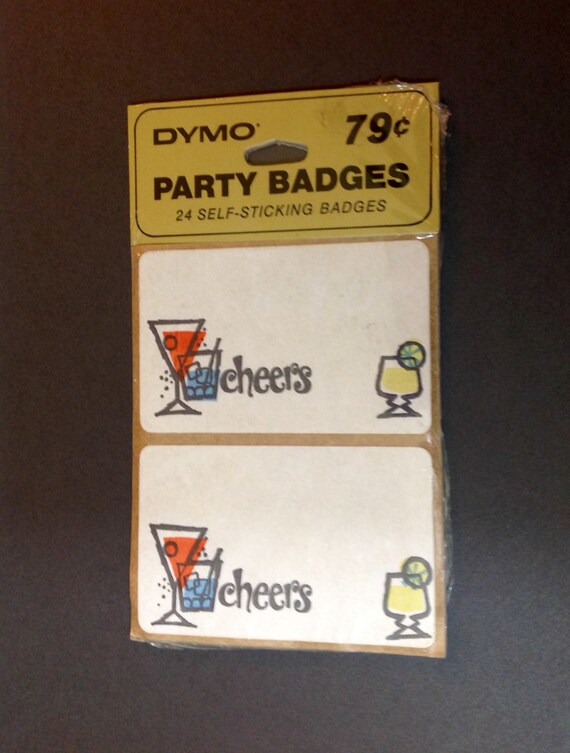 DYMO 79¢
PARTY BADGES
24 SELF-STICKING BADGES
cheers
cheers